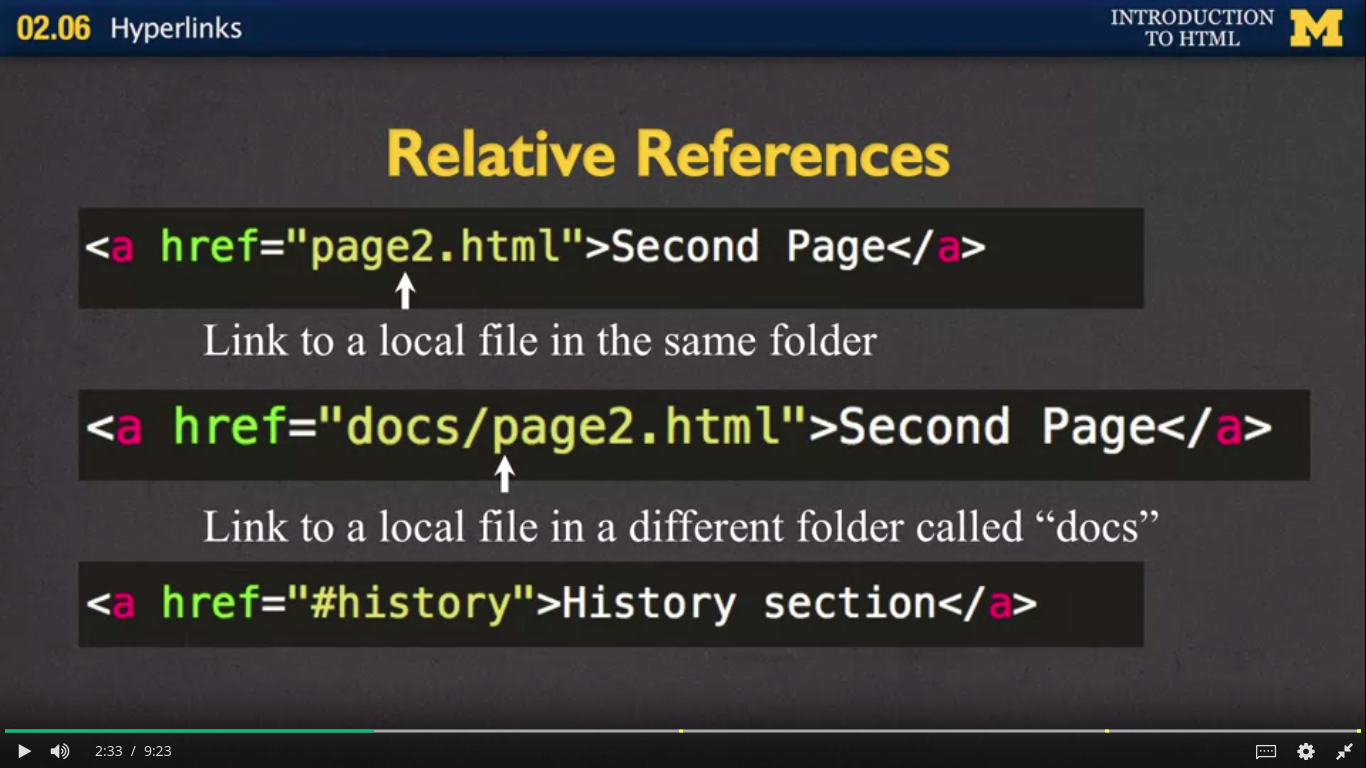 02.06 Hyperlinks
INTRODUCTION
TO HTML
M
Relative References
<a href="page2.html">Second Page</a>
Link to a local file in the same folder
<a href="docs/page2.html">Second Page</a>
Link to a local file in a different folder called “docs”
<a href="#history">History section</a>
2:33 / 9:23